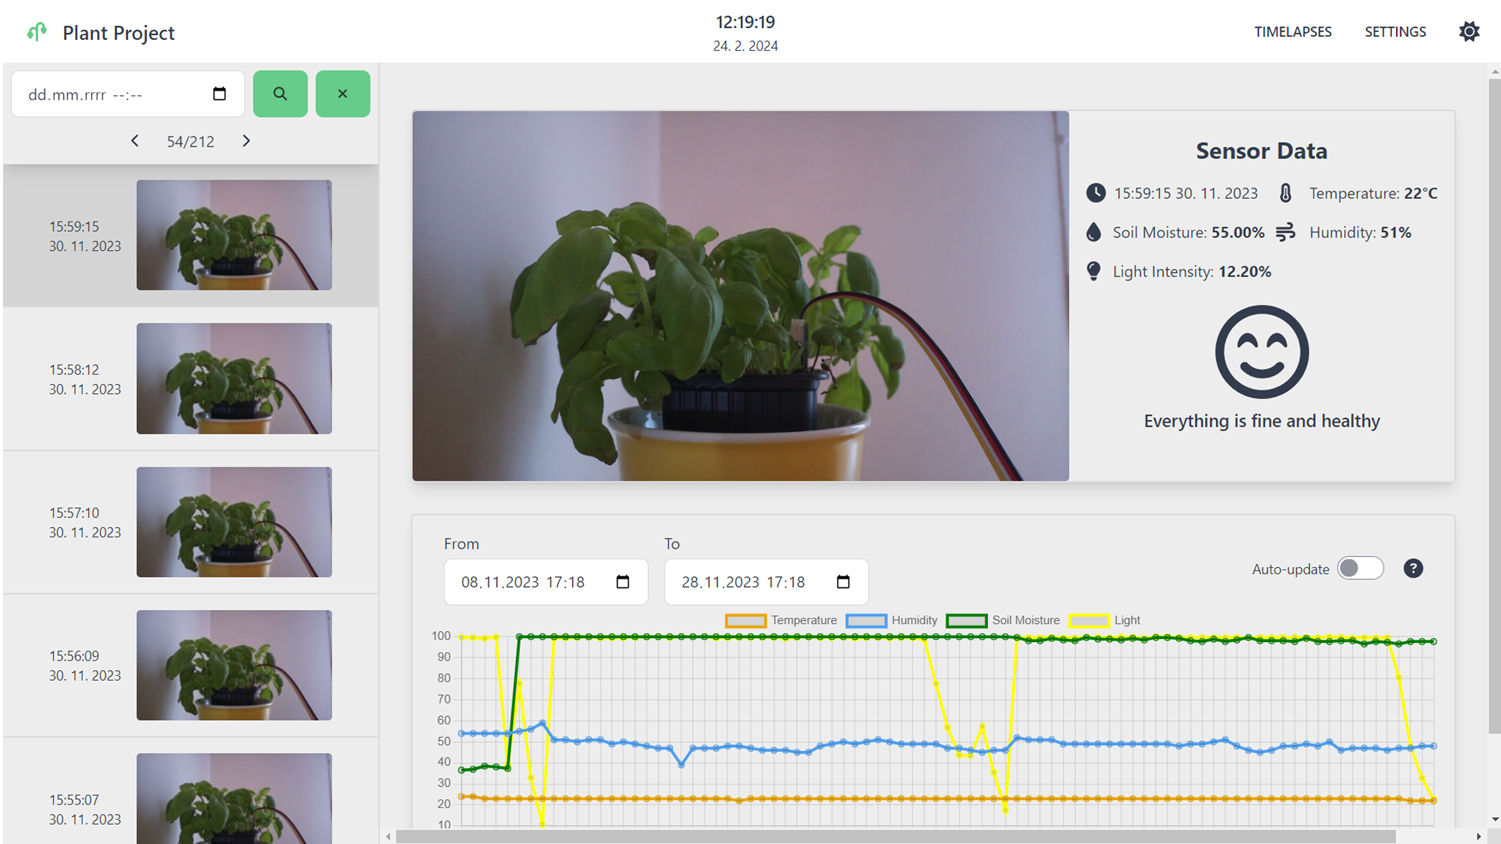 Plant Project
12:19:19
24. 2. 2024
TIMELAPSES
SETTINGS
dd.mm.rrrr --:--
54/212
15:59:15
30. 11. 2023
15:58:12
30. 11. 2023
15:57:10
30. 11. 2023
15:56:09
30. 11. 2023
15:55:07
30. 11. 2023
Sensor Data
15:59:15 30. 11. 2023
Temperature: 22°C
Soil Moisture: 55.00%
Humidity: 51%
Light Intensity: 12.20%
Everything is fine and healthy
From
To
08.11.2023 17:18
28.11.2023 17:18
Auto-update
?
Temperature
Humidity
Soil Moisture
Light
100
90
80
70
60
50
40
30
20
10